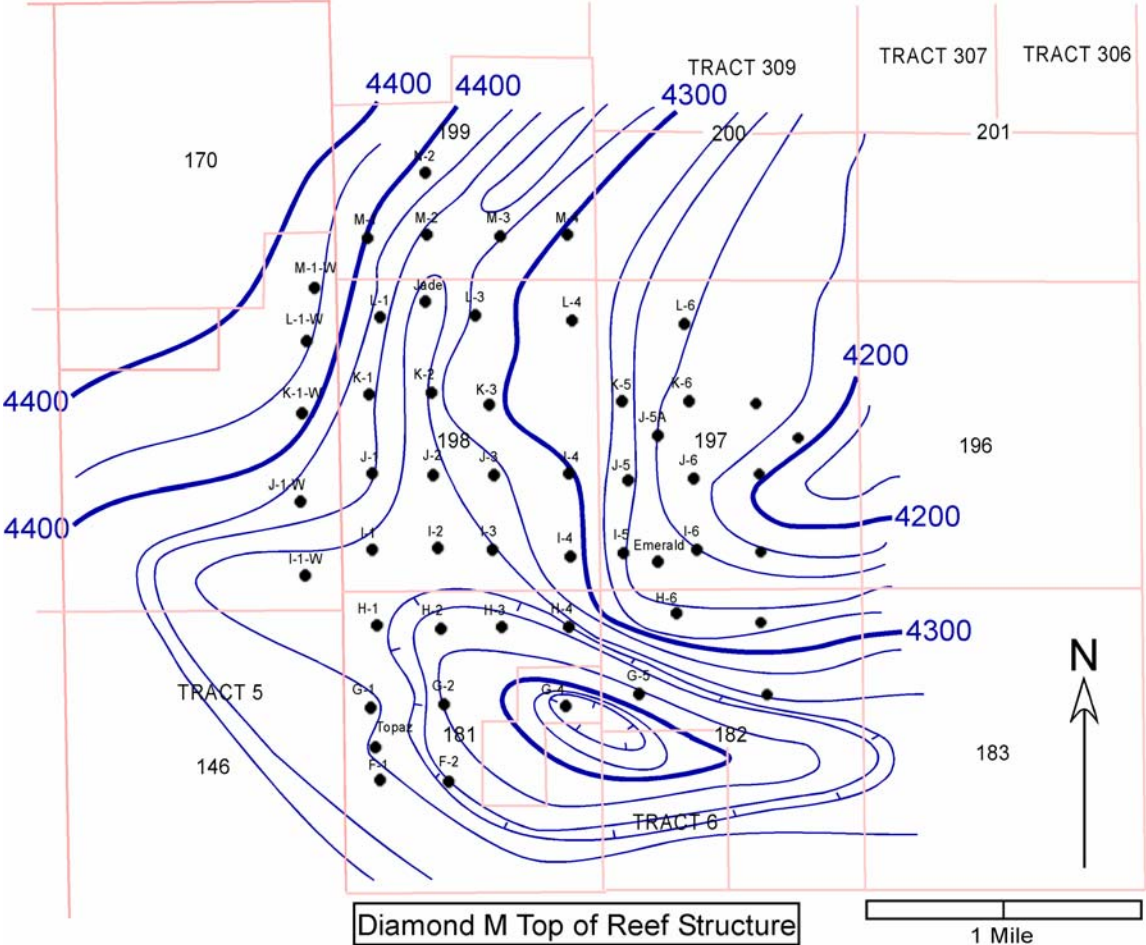 TRACT 307
TRACT 306
TRACT 309
4400
4400
4300
199
200
201
170
N-2
M-2
M-3
M-4
M-1-W
Jade
L-1
L-3
L-4
L-6
L-1-W
4200
K-1
K-2
K-3
K-5
K-6
4400
K-1-W
J-5A
198
197
196
J-1
J-2
J-3
I-4
J-5
J-6
J-1-W
4200
4400
I-1
I-2
I-3
I-4
I-5
Emerald
I-6
I-1-W
H-1
H-2
H-3
H-4
H-6
4300
N
TRACT 5
G-1
G-2
G-4
G-5
Topaz
181
182
183
146
F-1
F-2
TRACT 6
Diamond M Top of Reef Structure
1 Mile